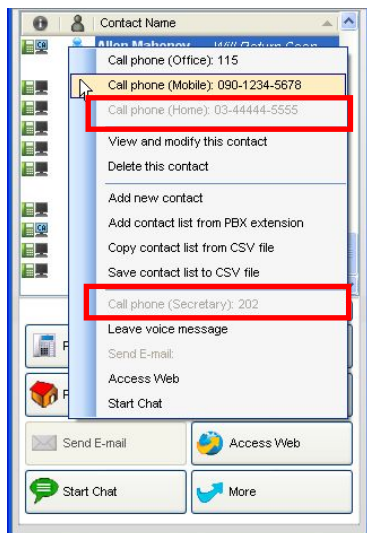 Contact Name
Allen Mahoney Will Return Soon
Call phone (Office): 115
Call phone (Mobile): 090-1234-5678
Call phone (Home): 03-44444-5555
View and modify this contact
Delete this contact
Add new contact
Add contact list from PBX extension
Copy contact list from CSV file
Save contact list to CSV file
Call phone (Secretary): 202
Leave voice message
Send E-mail:
Access Web
Start Chat
Send E-mail
Access Web
Start Chat
More